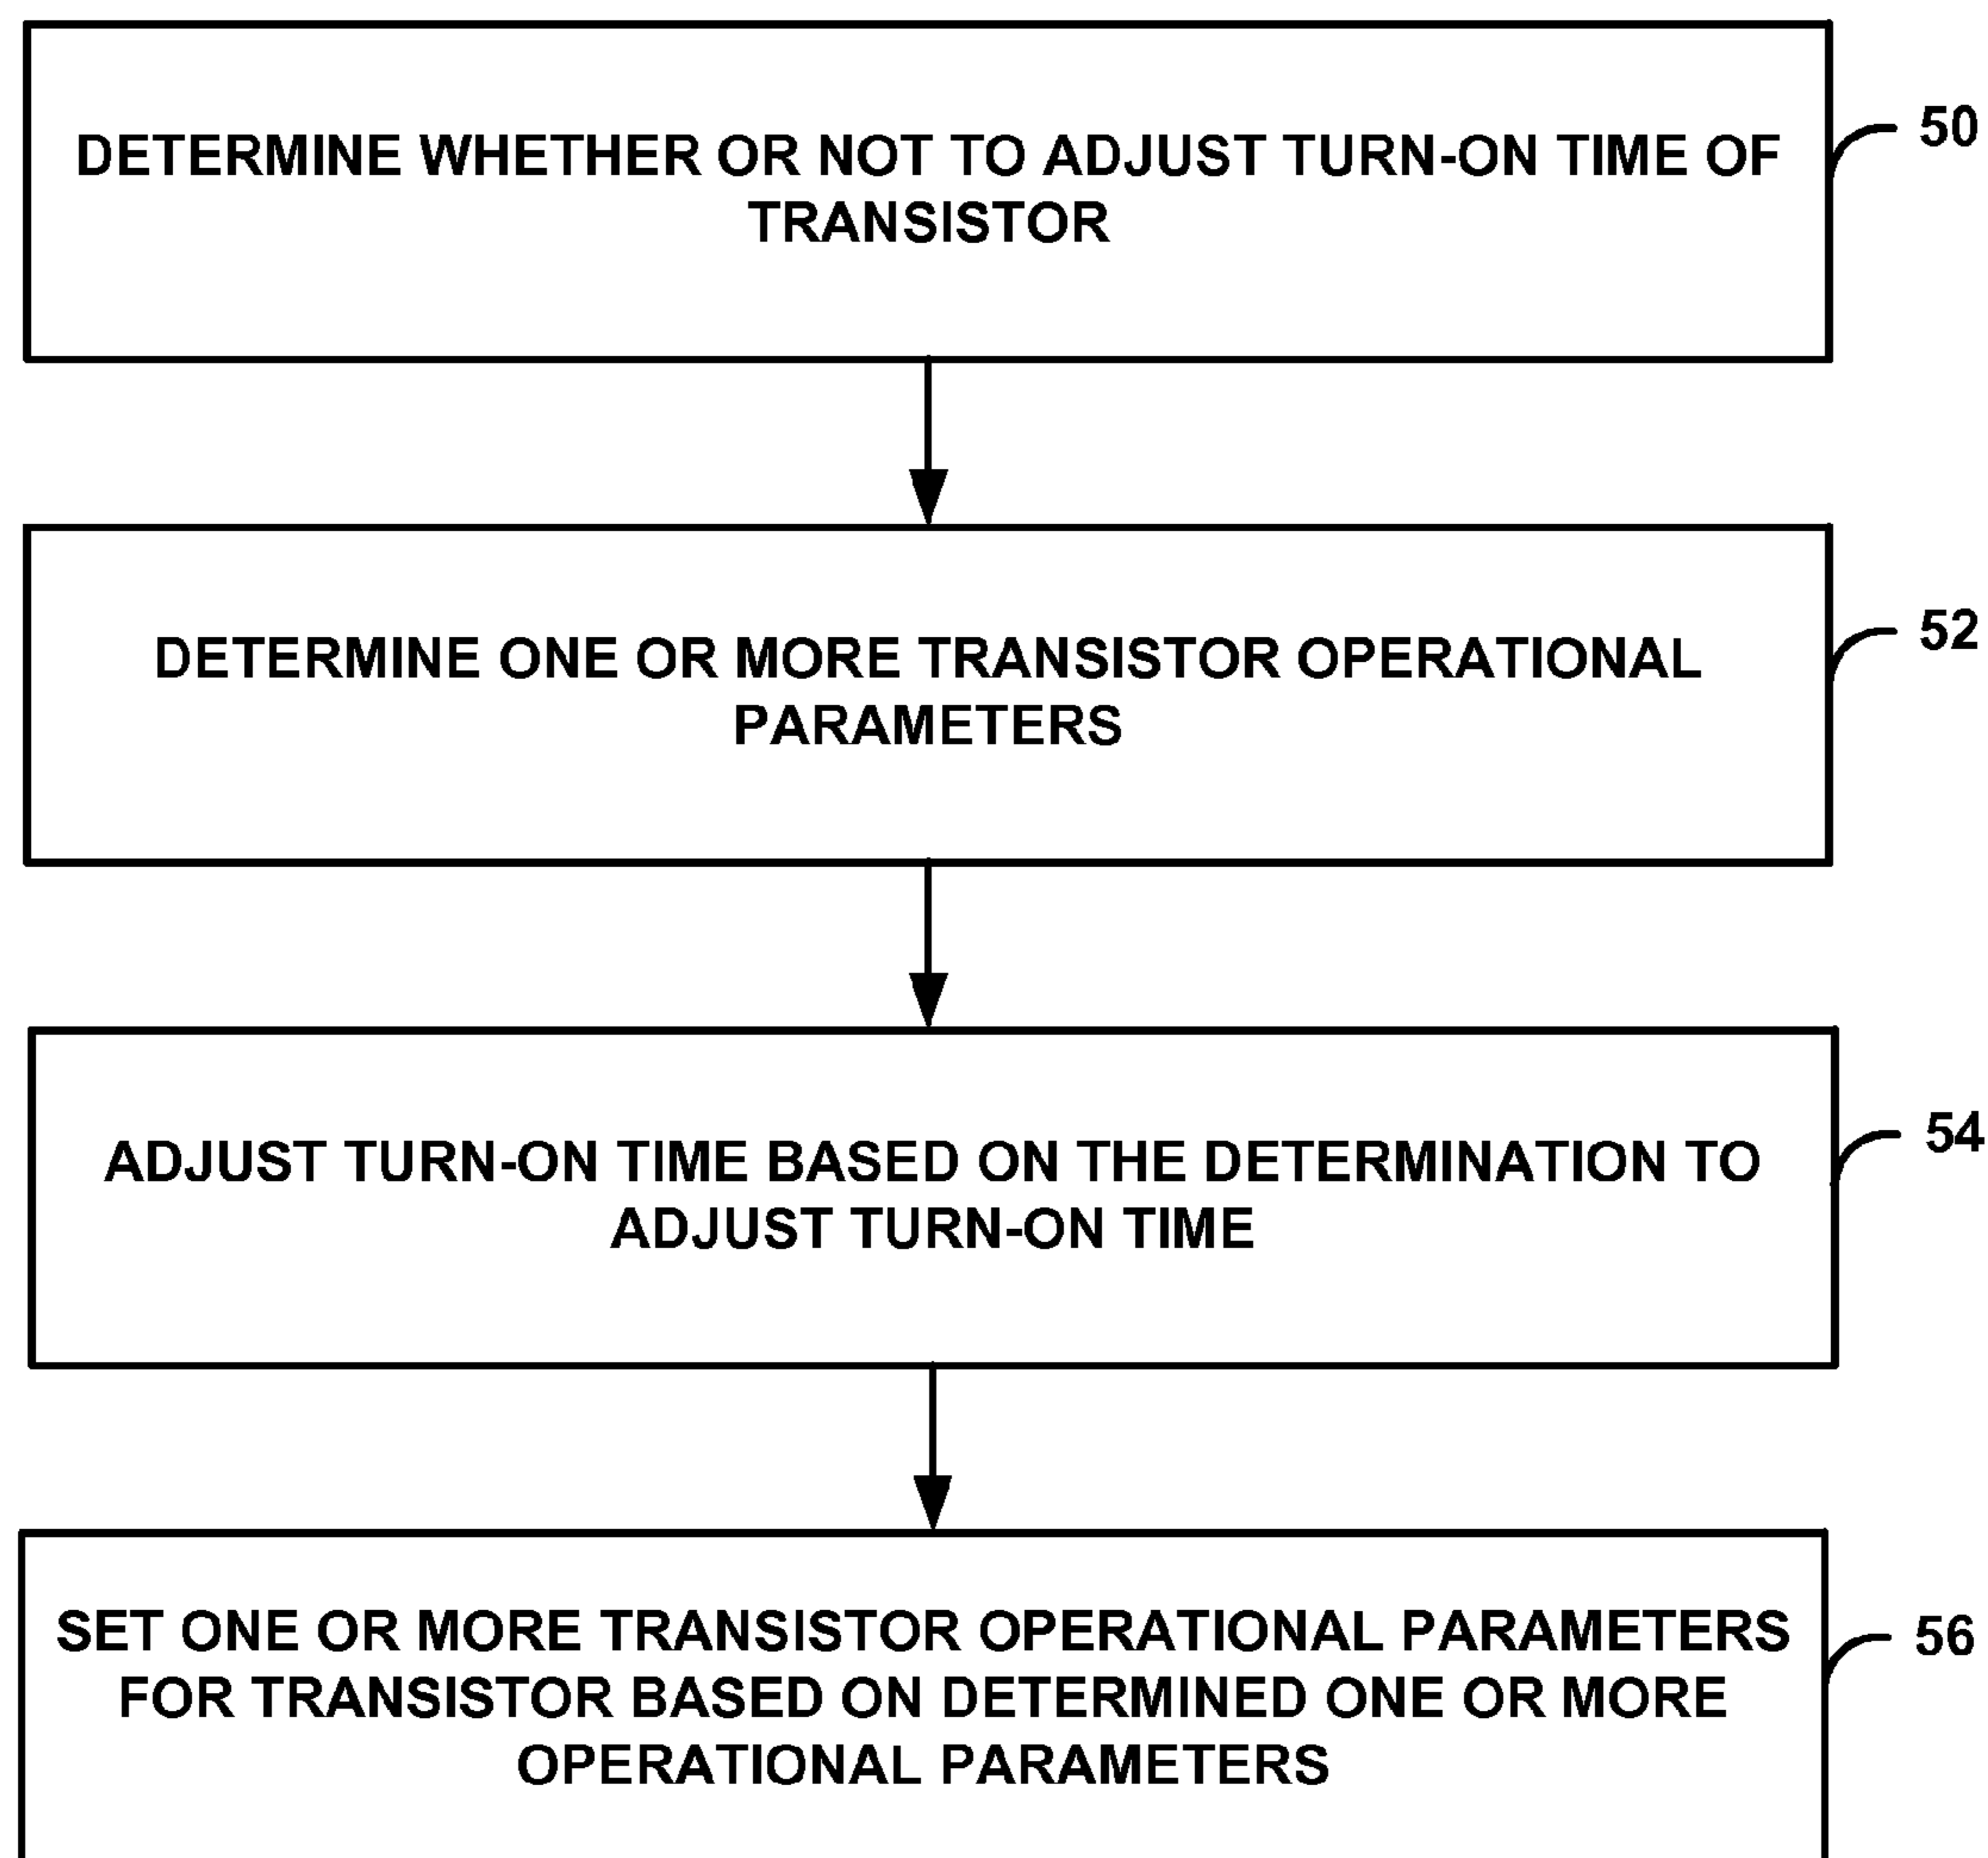 DETERMINE WHETHER OR NOT TO ADJUST TURN-ON TIME OF
TRANSISTOR
50
DETERMINE ONE OR MORE TRANSISTOR OPERATIONAL
PARAMETERS
52
ADJUST TURN-ON TIME BASED ON THE DETERMINATION TO
ADJUST TURN-ON TIME
54
SET ONE OR MORE TRANSISTOR OPERATIONAL PARAMETERS
FOR TRANSISTOR BASED ON DETERMINED ONE OR MORE
OPERATIONAL PARAMETERS
56